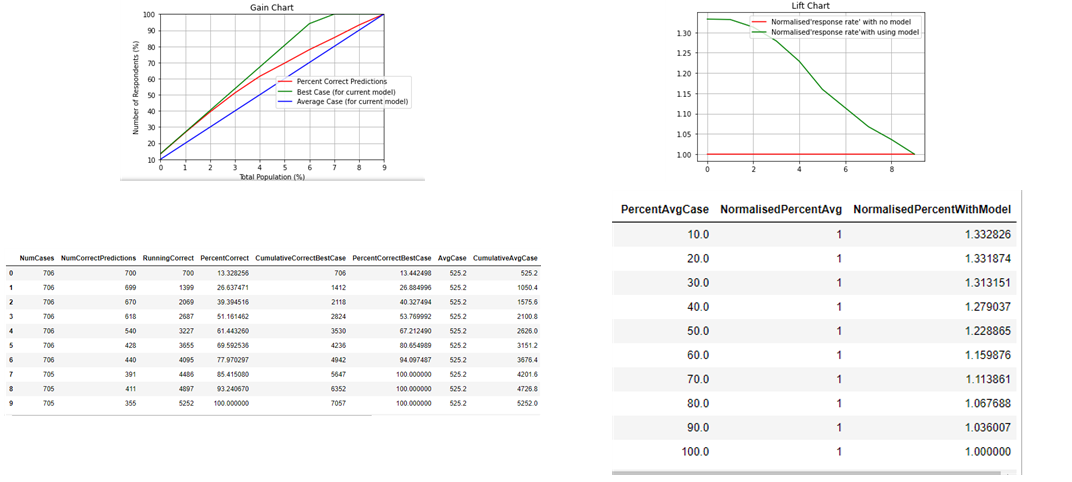 Gain Chart
100
90
80
70
60
50
40
30
20
10
Number of Respondents (%)
Percent Correct Predictions
Best Case (for current model)
Average Case (for current model)
0 1 2 3 4 5 6 7 8 9
Total Population (%)
Lift Chart
Normalised'response rate' with no model
Normalised'response rate'with using model
1.30
1.25
1.20
1.15
1.10
1.05
1.00
0 2 4 6 8
NumCases NumCorrectPredictions RunningCorrect PercentCorrect CumulativeCorrectBestCase PercentCorrectBestCase AvgCase CumulativeAvgCase
0 706 700 700 13.328256 706 13.442498 525.2 525.2
1 706 699 1399 26.637471 1412 26.884996 525.2 1050.4
2 706 670 2069 39.394516 2118 40.327494 525.2 1575.6
3 706 618 2687 51.161462 2824 53.769992 525.2 2100.8
4 706 540 3227 61.443260 3530 67.212490 525.2 2626.0
5 706 428 3655 69.592536 4236 80.654989 525.2 3151.2
6 706 440 4095 77.970297 4942 94.097487 525.2 3676.4
7 705 391 4486 85.415080 5647 100.000000 525.2 4201.6
8 705 411 4897 93.240670 6352 100.000000 525.2 4726.8
9 705 355 5252 100.000000 7057 100.000000 525.2 5252.0
PercentAvgCase NormalisedPercentAvg NormalisedPercentWithModel
10.0 1 1.332826
20.0 1 1.331874
30.0 1 1.313151
40.0 1 1.279037
50.0 1 1.228865
60.0 1 1.159876
70.0 1 1.113861
80.0 1 1.067688
90.0 1 1.036007
100.0 1 1.000000